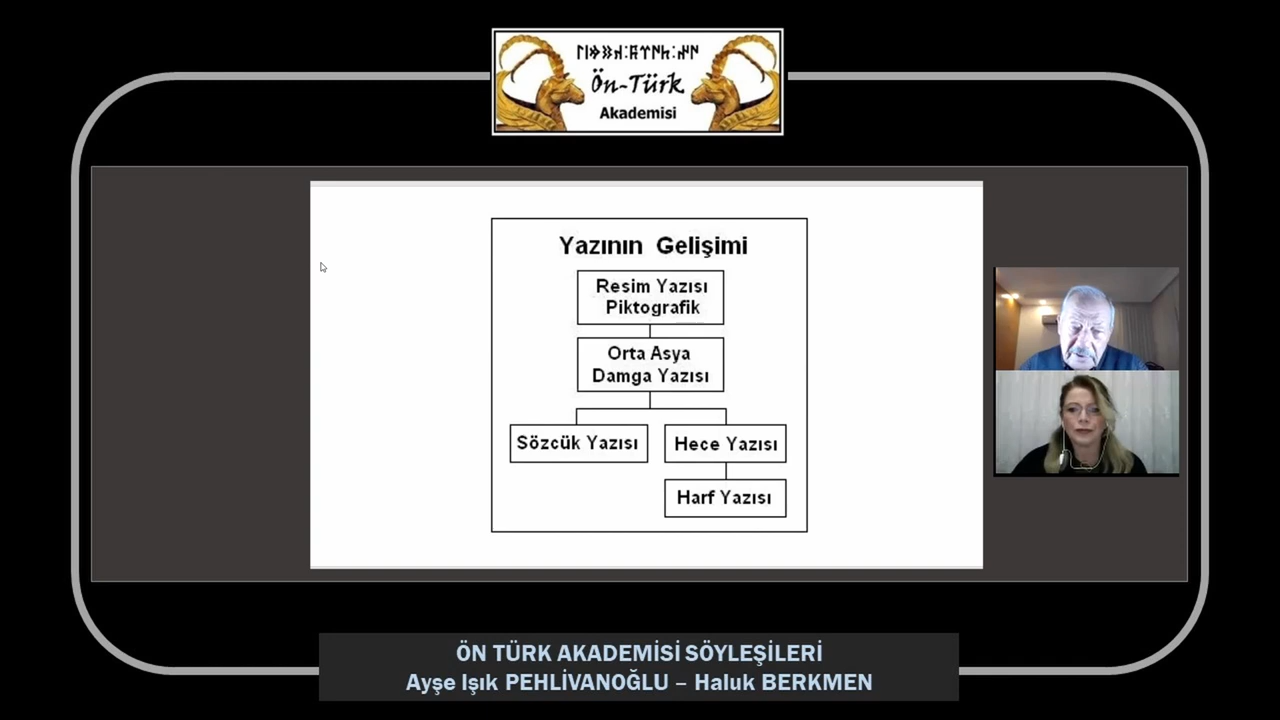 Ön-Türk
Akademisi
Yazının Gelişimi
Resim Yazısı
Piktografik
Orta Asya
Damga Yazısı
Sözcük Yazısı
Hece Yazısı
Harf Yazısı
ÖN TÜRK AKADEMİSİ SÖYLEŞİLERİ
Ayşe Işık PEHLİVANOĞLU – Haluk BERKMEN